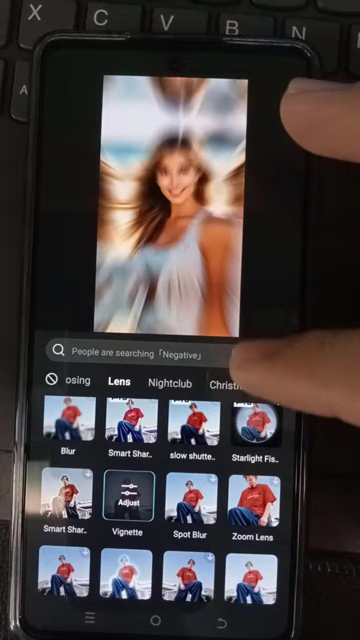 X
C
V
B
N
A
People are searching「Negative」
osing Lens Nightclub Christ
Blur
Smart Shar..
slow shutte..
Starlight Fis..
Adjust
Smart Shar..
Vignette
Spot Blur
Zoom Lens